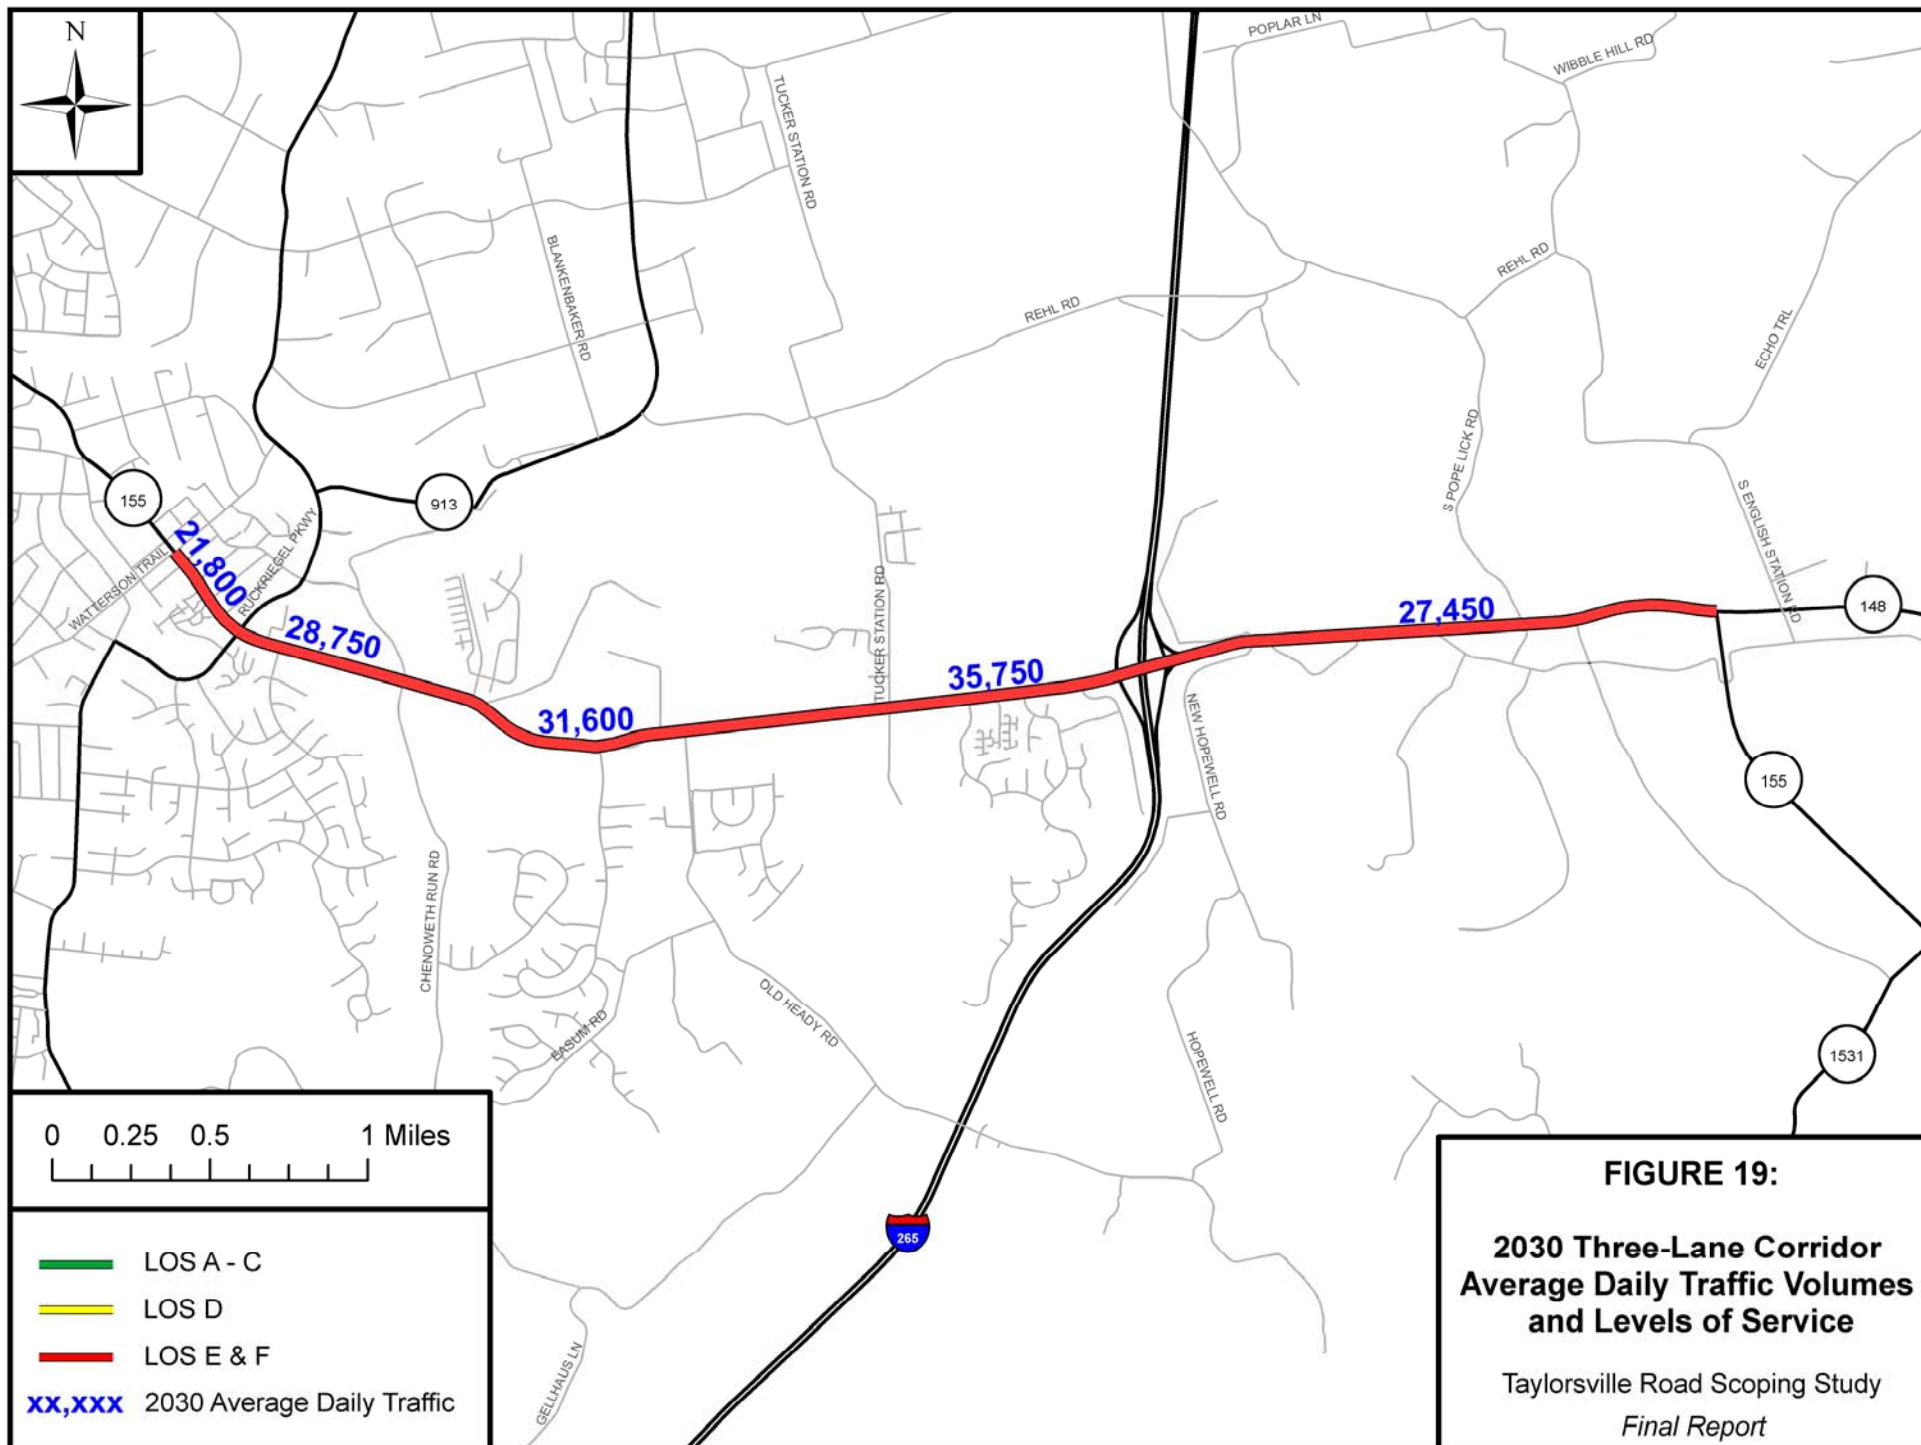 N
POPLAR LN
WIBBLE HILL RD
TUCKER STATION RD
BLANKENBAKER RD
REHL RD
REHL RD
ECHO TRL
S POPE LICK RD
S ENGLISH STATION RD
155
913
21,800
WATTERSON TRAIL
RUCKRIEGEL PKWY
28,750
31,600
TUCKER STATION RD
35,750
27,450
148
NEW HOPEWELL RD
155
CHENOWETH RUN RD
OLD HEADY RD
EASUM RD
HOPEWELL RD
1531
265
GELLHAUS LN
0 0.25 0.5 1 Miles
LOS A - C
LOS D
LOS E & F
xx,xxx 2030 Average Daily Traffic
FIGURE 19:
2030 Three-Lane Corridor
Average Daily Traffic Volumes
and Levels of Service
Taylorsville Road Scoping Study
Final Report